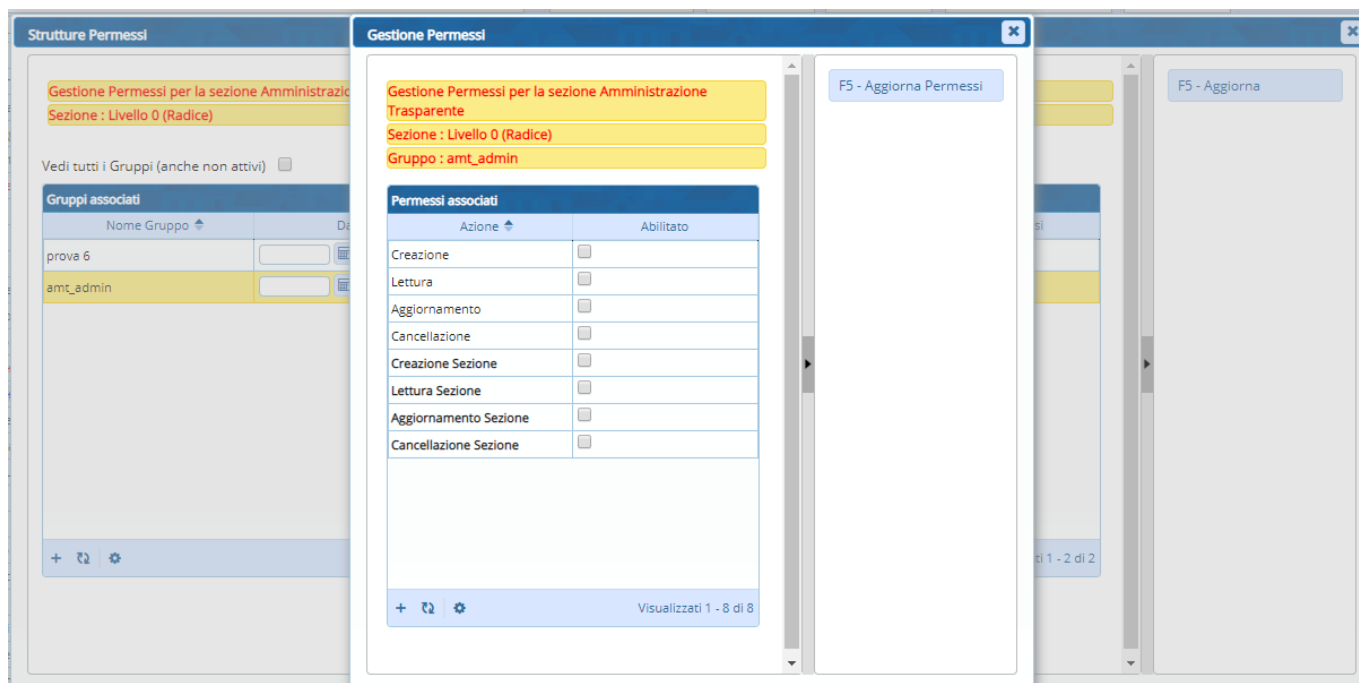 Strutture Permessi
Gestione Permessi per la sezione Amministrazic
Sezione : Livello 0 (Radice)
Vedi tutti i Gruppi (anche non attivi)
Gruppi associati
Nome Gruppo
Da
prova 6
amt_admin
Gestione Permessi
Gestione Permessi per la sezione Amministrazione
Trasparente
Sezione : Livello 0 (Radice)
Gruppo : amt_admin
Permessi associati
Azione Abilitato
Creazione
Lettura
Aggiornamento
Cancellazione
Creazione Sezione
Lettura Sezione
Aggiornamento Sezione
Cancellazione Sezione
Visualizzati 1 - 8 di 8
F5 - Aggiorna Permessi
si
ti 1 - 2 di 2
F5 - Aggiorna